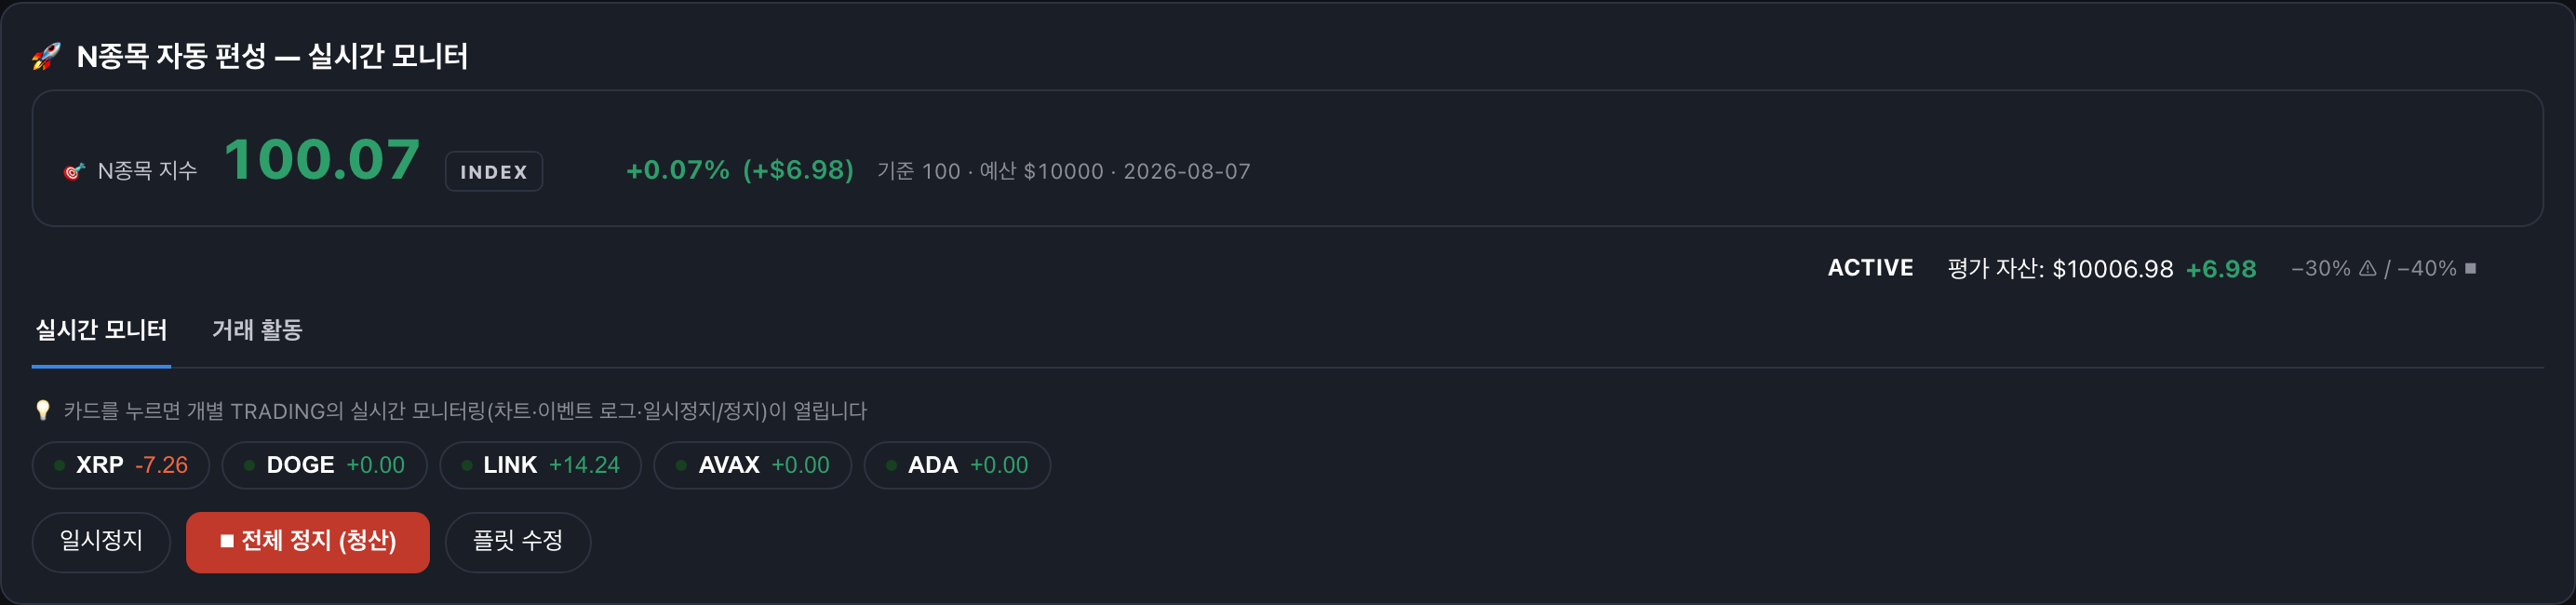 🚀 N종목 자동 편성 — 실시간 모니터
🎯 N종목 지수 100.07 INDEX +0.07% (+$6.98) 기준 100 · 예산 $10000 · 2026-08-07
ACTIVE 평가 자산: $10006.98 +6.98 −30% ⚠ / −40% ■
실시간 모니터 거래 활동
💡 카드를 누르면 개별 TRADING의 실시간 모니터링(차트·이벤트 로그·일시정지/정지)이 열립니다
XRP -7.26 DOGE +0.00 LINK +14.24 AVAX +0.00 ADA +0.00
일시정지 ■ 전체 정지 (청산) 플릿 수정